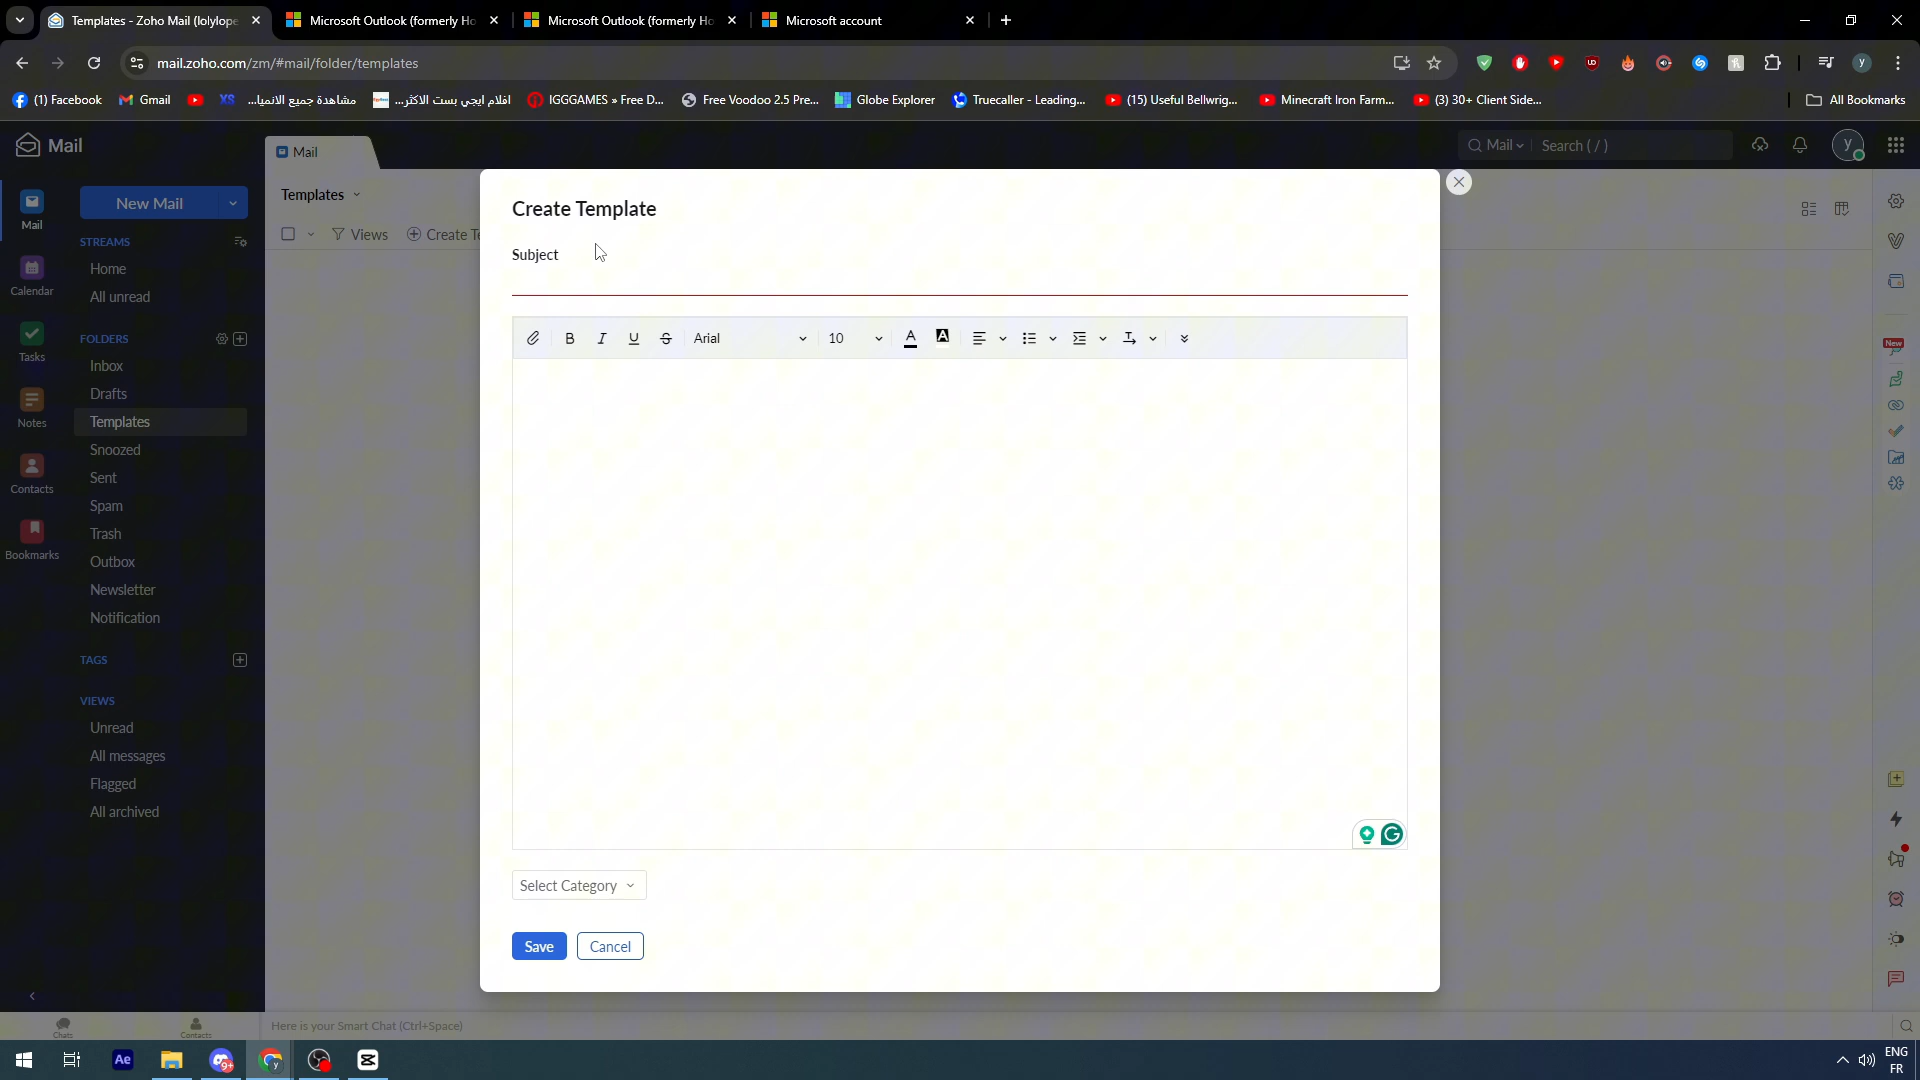 Templates - Zoho Mail (lolylope
Microsoft Outlook (formerly Ho
Microsoft Outlook (formerly Ho
Microsoft account
mail.zoho.com/zm/#mail/folder/templates
(1) Facebook
Gmail
مشاهدة جميع الانميا...
افلام ايجي بست الاكثر...
IGGGAMES » Free D...
Free Voodoo 2.5 Pre...
Globe Explorer
Truecaller - Leading...
(15) Useful Bellwrig...
Minecraft Iron Farm...
(3) 30+ Client Side...
All Bookmarks
Mail
Mail
Mail
Search ( / )
y
New Mail
Mail
STREAMS
Home
All unread
Calendar
FOLDERS
Tasks
Inbox
Drafts
Notes
Templates
Snoozed
Contacts
Sent
Spam
Trash
Bookmarks
Outbox
Newsletter
Notification
TAGS
VIEWS
Unread
All messages
Flagged
All archived
Templates
Views
Create Te
Create Template
Subject
B
I
U
S
Arial
10
A
A
Select Category
Save
Cancel
New
Chats
Contacts
Here is your Smart Chat (Ctrl+Space)
Ae
9+
ENG
FR